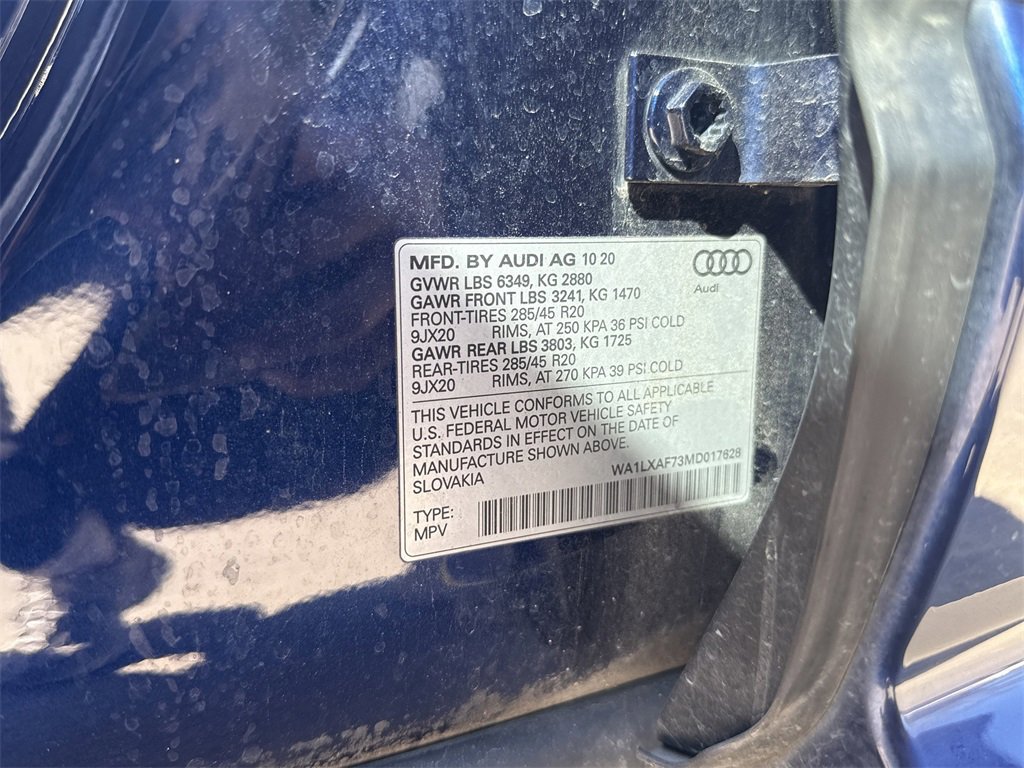 MFD. BY AUDI AG 10 20
GVWR LBS 6349, KG 2880
GAWR FRONT LBS 3241, KG 1470
FRONT-TIRES 285/45 R20
9JX20 RIMS, AT 250 KPA 36 PSI COLD
GAWR REAR LBS 3803, KG 1725
REAR-TIRES 285/45 R20
9JX20 RIMS, AT 270 KPA 39 PSI COLD
Audi
THIS VEHICLE CONFORMS TO ALL APPLICABLE
U.S. FEDERAL MOTOR VEHICLE SAFETY
STANDARDS IN EFFECT ON THE DATE OF
MANUFACTURE SHOWN ABOVE.
SLOVAKIA
WA1LXAF73MD017628
TYPE:
MPV